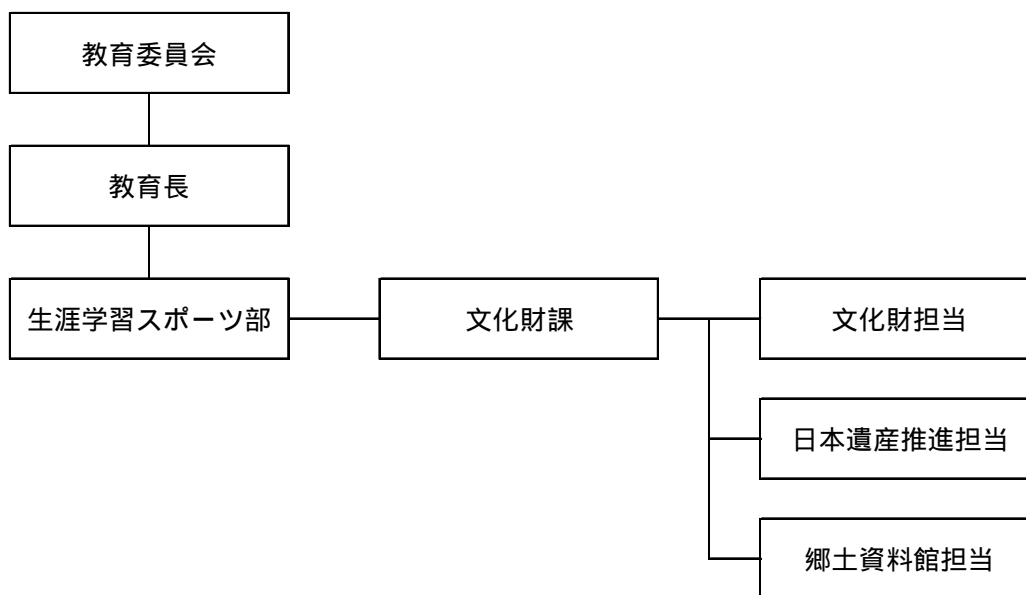 教育委員会
教育長
生涯学習スポーツ部
文化財課
文化財担当
日本遺産推進担当
郷土資料館担当